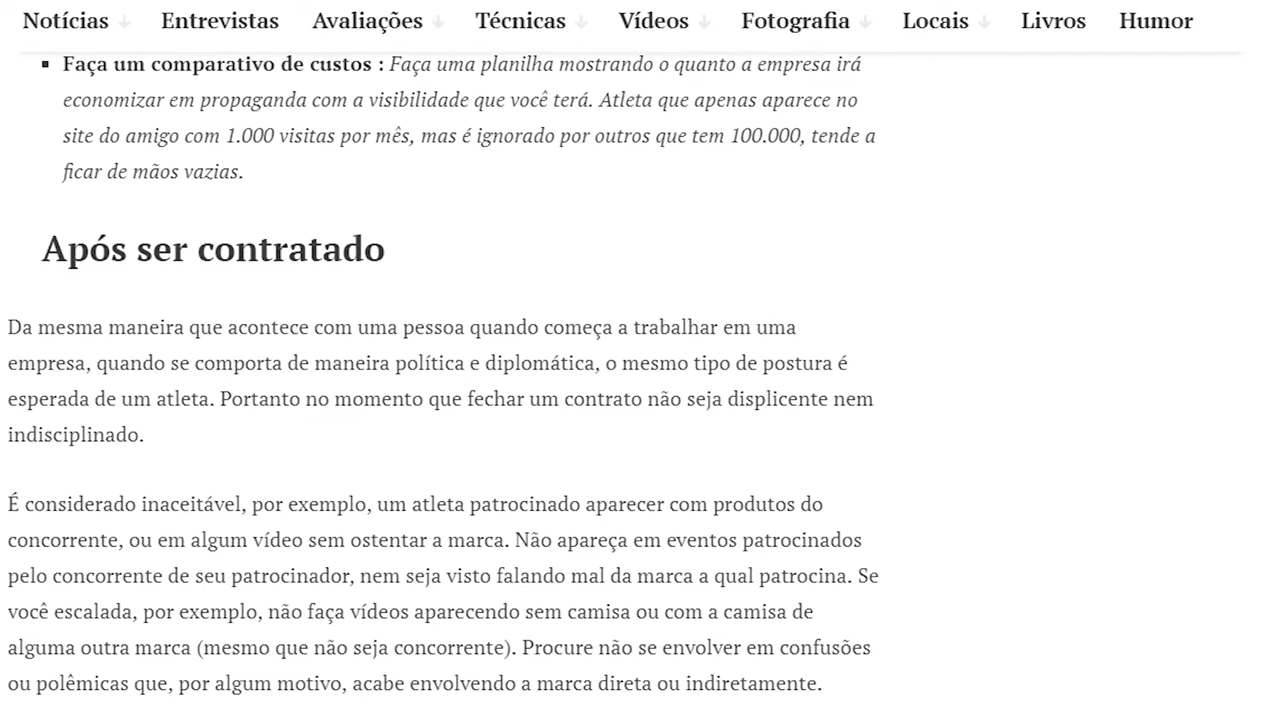 Notícias Entrevistas Avaliações Técnicas Vídeos Fotografia Locais Livros Humor
Faça um comparativo de custos : Faça uma planilha mostrando o quanto a empresa irá
economizar em propaganda com a visibilidade que você terá. Atleta que apenas aparece no
site do amigo com 1.000 visitas por mês, mas é ignorado por outros que tem 100.000, tende a
ficar de mãos vazias.
Após ser contratado
Da mesma maneira que acontece com uma pessoa quando começa a trabalhar em uma
empresa, quando se comporta de maneira política e diplomática, o mesmo tipo de postura é
esperada de um atleta. Portanto no momento que fechar um contrato não seja displicente nem
indisciplinado.
É considerado inaceitável, por exemplo, um atleta patrocinado aparecer com produtos do
concorrente, ou em algum vídeo sem ostentar a marca. Não apareça em eventos patrocinados
pelo concorrente de seu patrocinador, nem seja visto falando mal da marca a qual patrocina. Se
você escalada, por exemplo, não faça vídeos aparecendo sem camisa ou com a camisa de
alguma outra marca (mesmo que não seja concorrente). Procure não se envolver em confusões
ou polêmicas que, por algum motivo, acabe envolvendo a marca direta ou indiretamente.